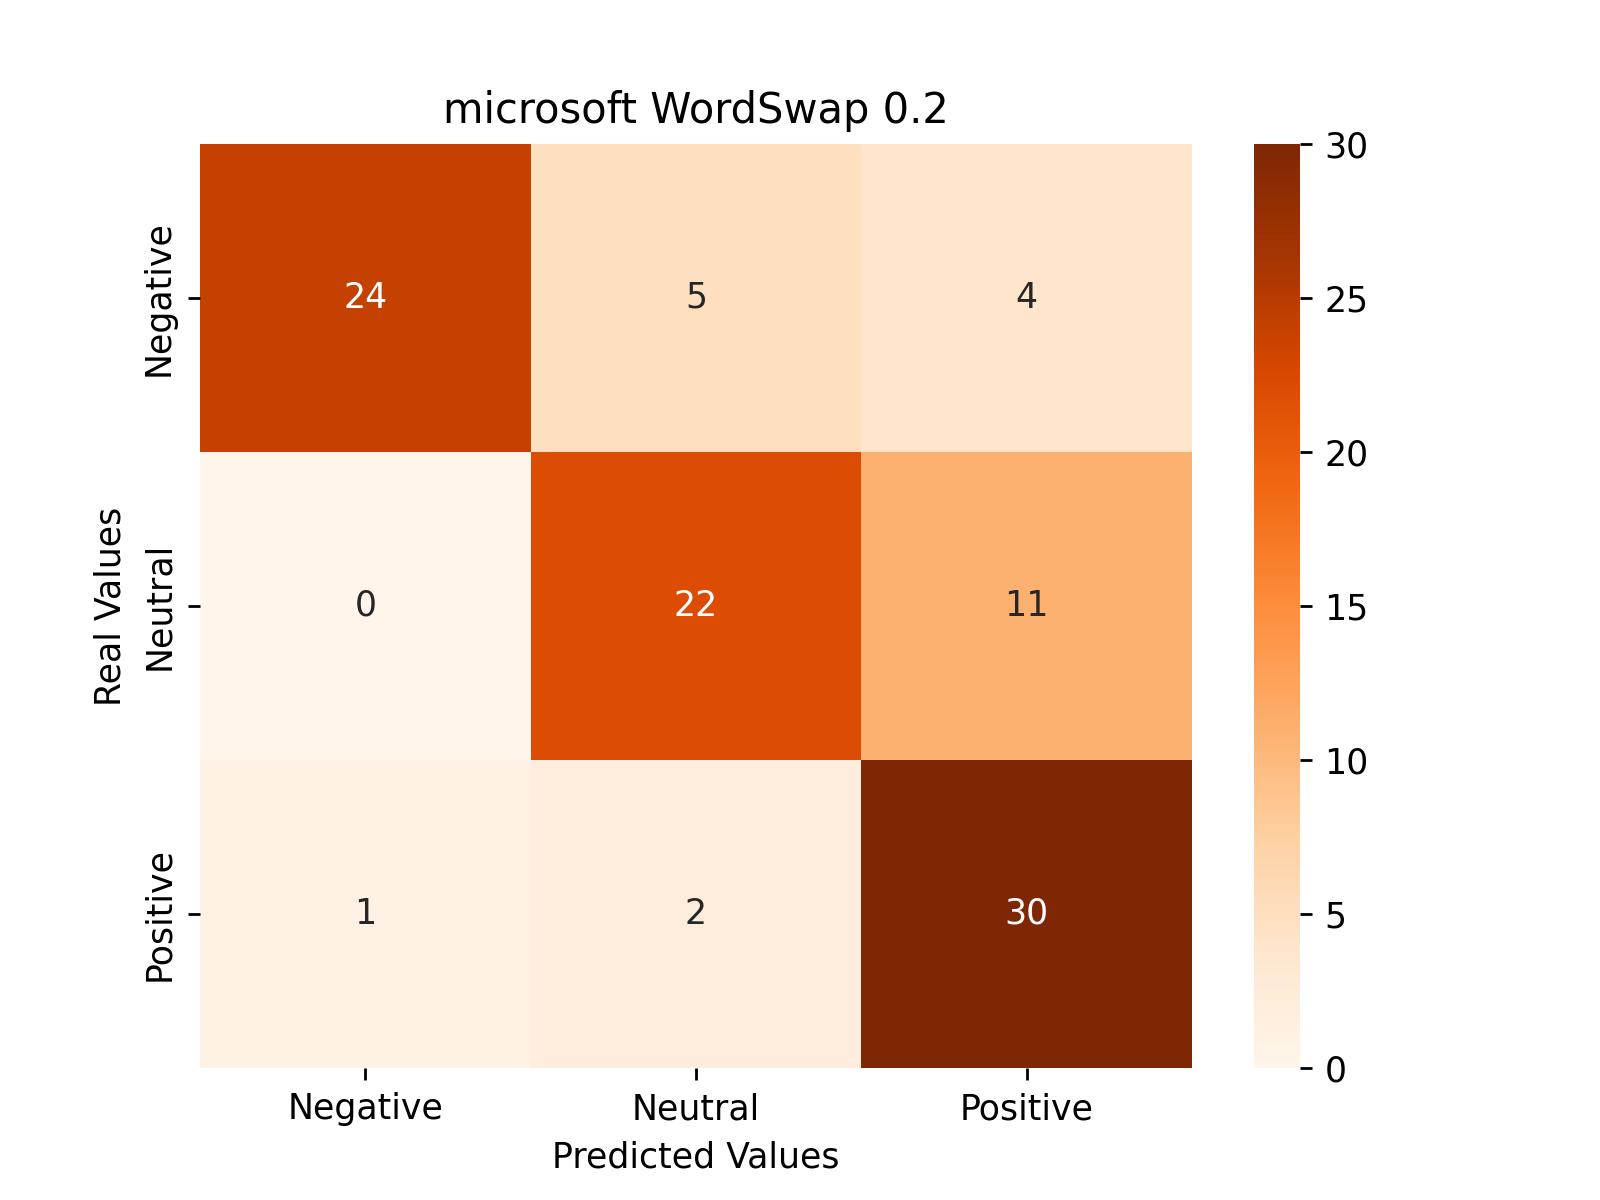 microsoft WordSwap 0.2
Real Values
Negative
24 5 4
Neutral
0 22 11
Positive
1 2 30
Negative Neutral Positive
Predicted Values
30
25
20
15
10
5
0